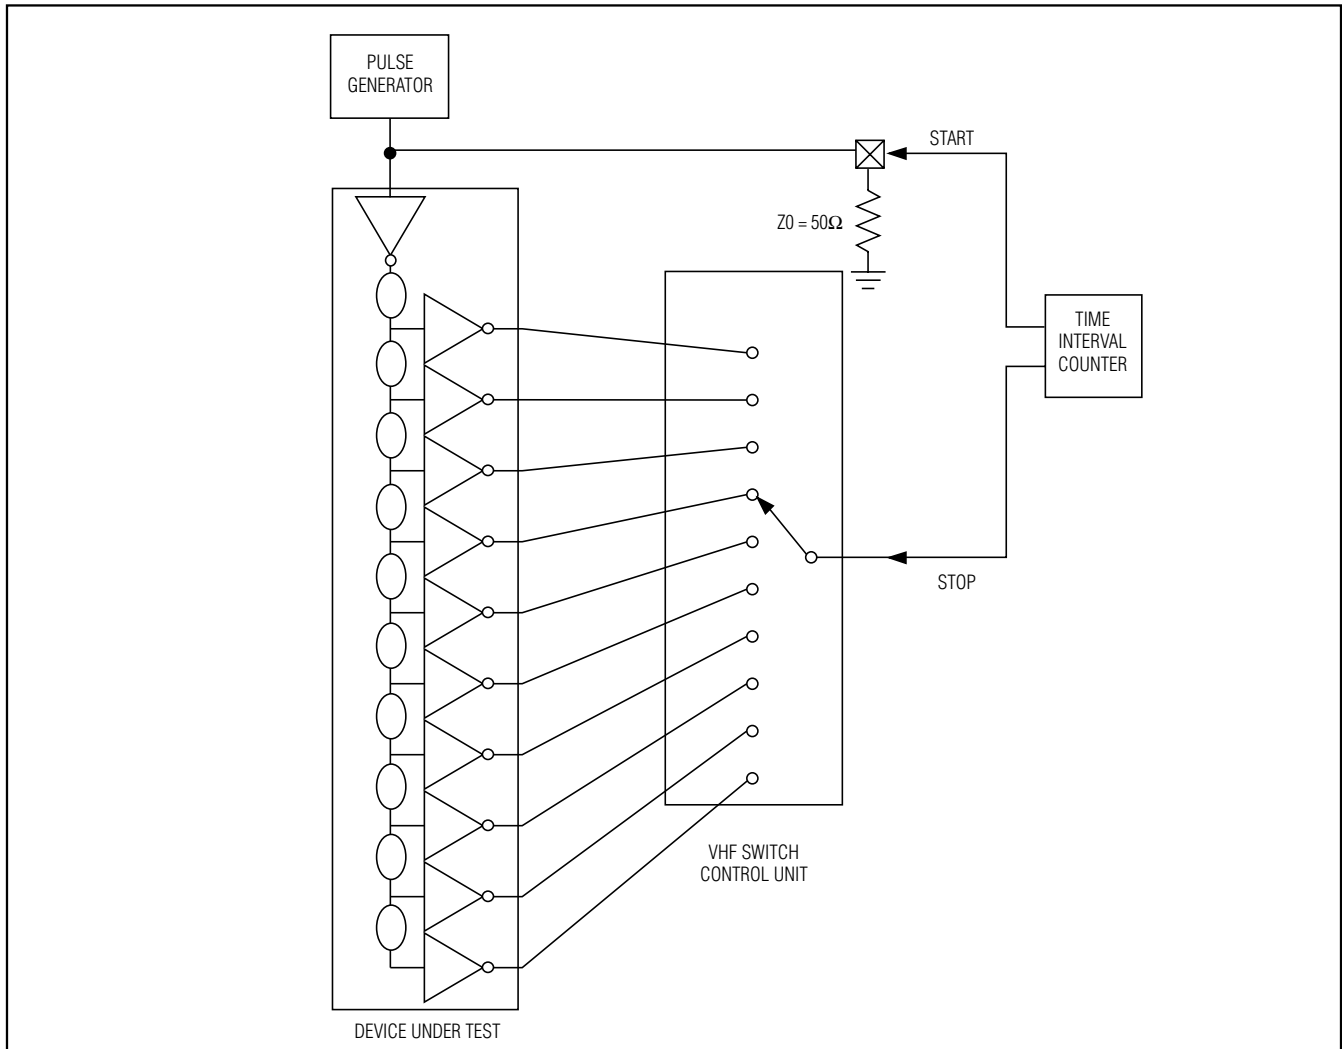 PULSE
GENERATOR
START
Z0 = 50Ω
TIME
INTERVAL
COUNTER
STOP
VHF SWITCH
CONTROL UNIT
DEVICE UNDER TEST